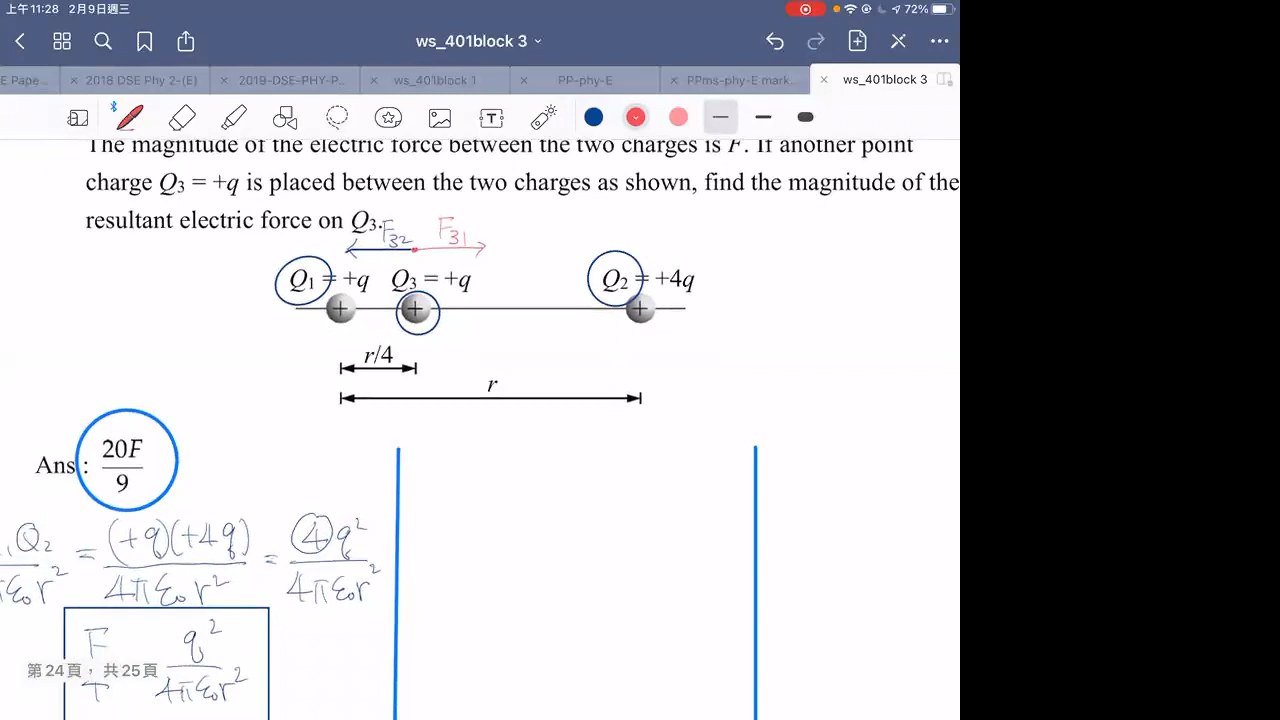 上午11:28 2月9日週三
72%
ws_401block 3
E Pape... × 2018 DSE Phy 2-(E) × 2019-DSE-PHY-P... × ws_401block 1 × PP-phy-E × PPms-phy-E mark... × ws_401block 3
The magnitude of the electric force between the two charges is F. If another point
charge Q₃ = +q is placed between the two charges as shown, find the magnitude of the
resultant electric force on Q₃.
F₃₂ F₃₁
Q₁ = +q Q₃ = +q Q₂ = +4q
+ + +
r/4
r
Ans : 20F/9
Q₂/ε₀r² = (+q)(+4q)/4πε₀r² = 4q²/4πε₀r²
F/4 q²/4πε₀r²
第24頁，共25頁